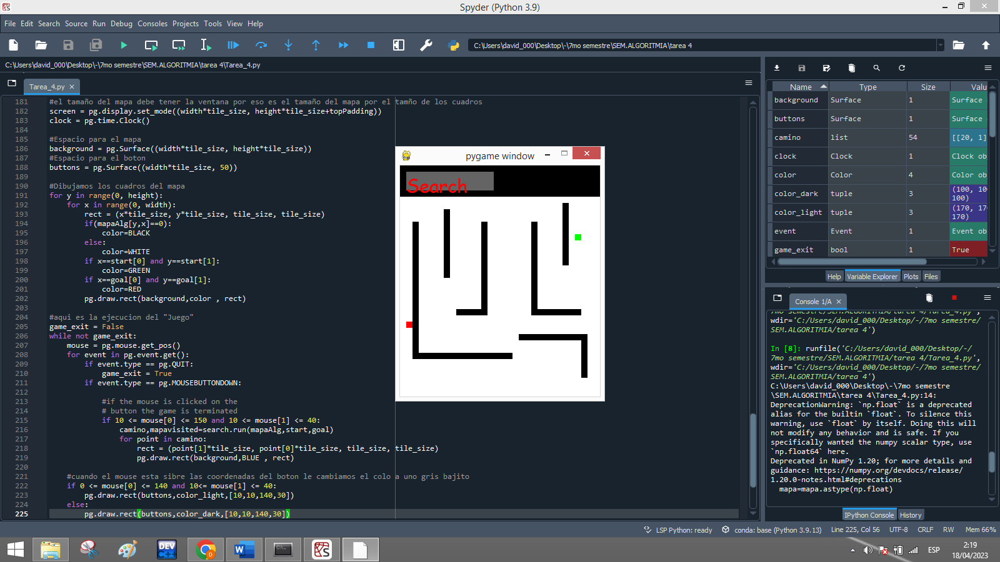 Spyder (Python 3.9)
File Edit Search Source Run Debug Consoles Projects Tools View Help
C:\Users\david_000\Desktop\-\7mo semestre\SEM.ALGORITMIA\tarea 4
C:\Users\david_000\Desktop\-\7mo semestre\SEM.ALGORITMIA\tarea 4\Tarea_4.py
Tarea_4.py
181 #el tamaño del mapa debe tener la ventana por eso es el tamaño del mapa por el tamño de los cuadros
182 screen = pg.display.set_mode((width*tile_size, height*tile_size+topPadding))
183 clock = pg.time.Clock()
184
185 #Espacio para el mapa
186 background = pg.Surface((width*tile_size, height*tile_size))
187 #Espacio para el boton
188 buttons = pg.Surface((width*tile_size, 50))
189
190 #Dibujamos los cuadros del mapa
191 for y in range(0, height):
192 for x in range(0, width):
193 rect = (x*tile_size, y*tile_size, tile_size, tile_size)
194 if(mapaAlg[y,x]==0):
195 color=BLACK
196 else:
197 color=WHITE
198 if x==start[0] and y==start[1]:
199 color=GREEN
200 if x==goal[0] and y==goal[1]:
201 color=RED
202 pg.draw.rect(background,color , rect)
203
204 #aqui es la ejecucion del "Juego"
205 game_exit = False
206 while not game_exit:
207 mouse = pg.mouse.get_pos()
208 for event in pg.event.get():
209 if event.type == pg.QUIT:
210 game_exit = True
211 if event.type == pg.MOUSEBUTTONDOWN:
212
213 #if the mouse is clicked on the
214 # button the game is terminated
215 if 10 <= mouse[0] <= 150 and 10 <= mouse[1] <= 40:
216 camino,mapavisited=search.run(mapaAlg,start,goal)
217 for point in camino:
218 rect = (point[1]*tile_size, point[0]*tile_size, tile_size, tile_size)
219 pg.draw.rect(background,BLUE , rect)
220
221 #cuando el mouse esta sibre las coordenadas del boton le cambiamos el colo a uno gris bajito
222 if 0 <= mouse[0] <= 140 and 10<= mouse[1] <= 40:
223 pg.draw.rect(buttons,color_light,[10,10,140,30])
224 else:
225 pg.draw.rect(buttons,color_dark,[10,10,140,30])
pygame window
Search
Name Type Size Valu
background Surface 1 Surface
buttons Surface 1 Surface
camino list 54 [[20, 1]
clock Clock 1 Clock ob
color Color 4 Color ob
color_dark tuple 3 (100, 10
100)
color_light tuple 3 (170, 17
170)
event Event 1 Event ob
game_exit bool 1 True
Help Variable Explorer Plots Files
Console 1/A
7mo semestre/SEM.ALGORITMIA/tarea 4/Tarea_4.py',
wdir='C:/Users/david_000/Desktop/-/7mo semestre/
SEM.ALGORITMIA/tarea 4')
In [8]: runfile('C:/Users/david_000/Desktop/-/
7mo semestre/SEM.ALGORITMIA/tarea 4/Tarea_4.py',
wdir='C:/Users/david_000/Desktop/-/7mo semestre/
SEM.ALGORITMIA/tarea 4')
C:\Users\david_000\Desktop\-\7mo semestre
\SEM.ALGORITMIA\tarea 4\Tarea_4.py:14:
DeprecationWarning: `np.float` is a deprecated
alias for the builtin `float`. To silence this
warning, use `float` by itself. Doing this will
not modify any behavior and is safe. If you
specifically wanted the numpy scalar type, use
`np.float64` here.
Deprecated in NumPy 1.20; for more details and
guidance: https://numpy.org/devdocs/release/
1.20.0-notes.html#deprecations
mapa=mapa.astype(np.float)
IPython Console History
LSP Python: ready conda: base (Python 3.9.13) Line 225, Col 56 UTF-8 CRLF RW Mem 66%
DEV
C++
D
ESP
2:19
18/04/2023